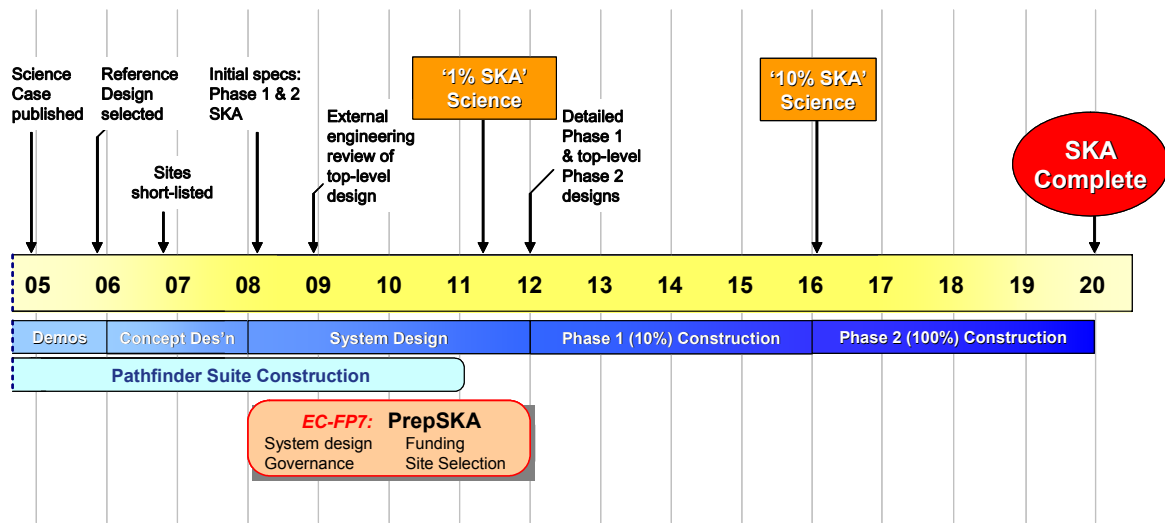 Science
Case
published
Reference
Design
selected
Sites
short-listed
Initial specs:
Phase 1 & 2
SKA
External
engineering
review of
top-level
design
‘1% SKA’
Science
Detailed
Phase 1
& top-level
Phase 2
designs
‘10% SKA’
Science
SKA
Complete
05 06 07 08 09 10 11 12 13 14 15 16 17 18 19 20
Demos Concept Des'n System Design Phase 1 (10%) Construction Phase 2 (100%) Construction
Pathfinder Suite Construction
EC-FP7: PrepSKA
System design Funding
Governance Site Selection